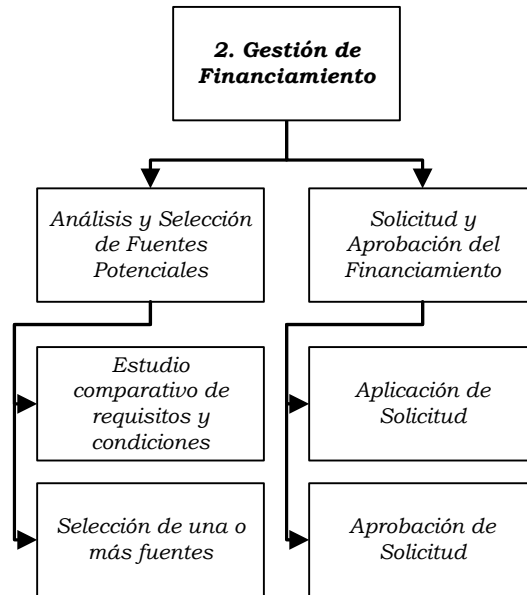 2. Gestión de
Financiamiento
Análisis y Selección
de Fuentes
Potenciales
Solicitud y
Aprobación del
Financiamiento
Estudio
comparativo de
requisitos y
condiciones
Aplicación de
Solicitud
Selección de una o
más fuentes
Aprobación de
Solicitud